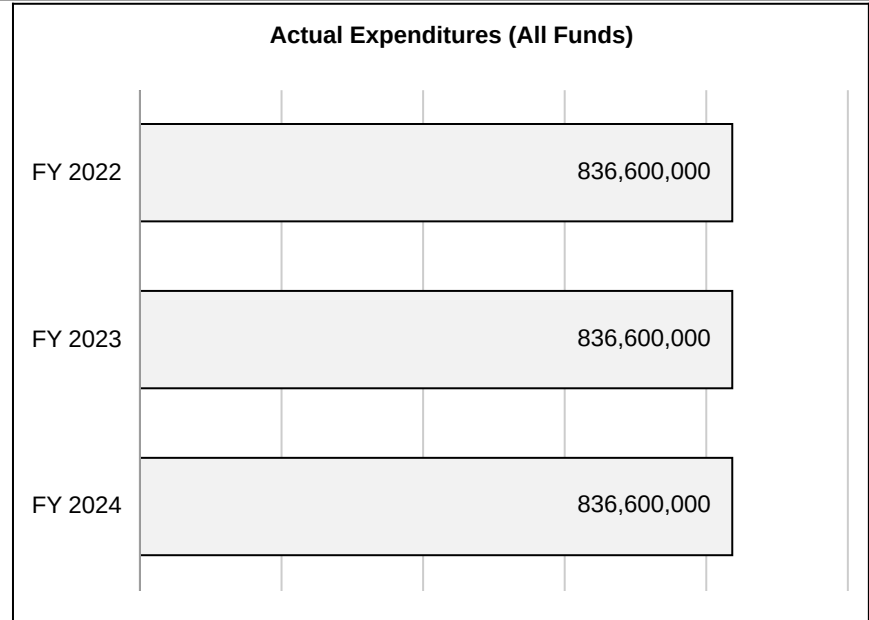 Actual Expenditures (All Funds)
FY 2022 836,600,000
FY 2023 836,600,000
FY 2024 836,600,000